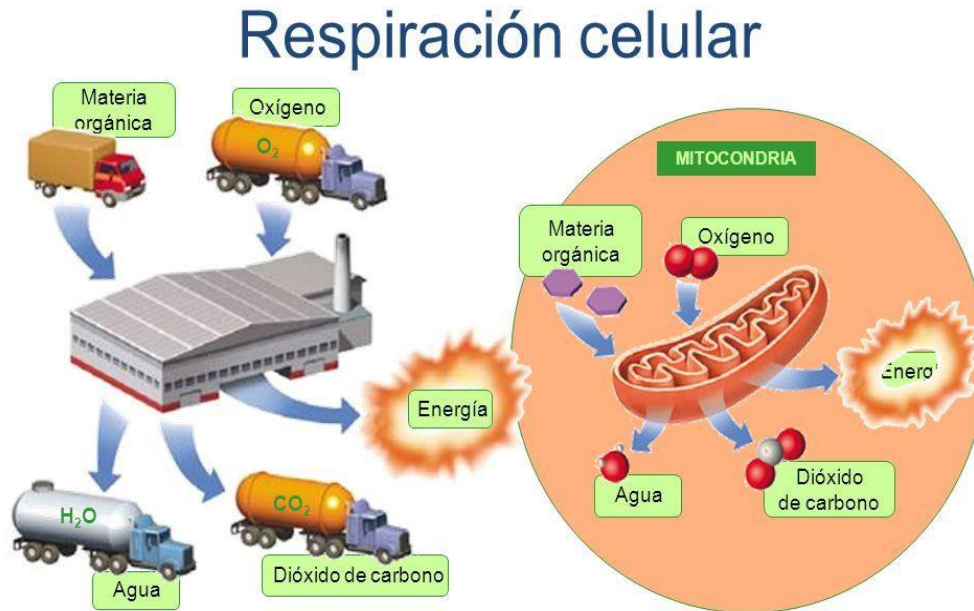 Respiración celular
Materia
orgánica
Oxígeno
O₂
MITOCONDRIA
Materia
orgánica
Oxígeno
Energía
H₂O
CO₂
Agua
Dióxido
de carbono
Agua
Dióxido de carbono